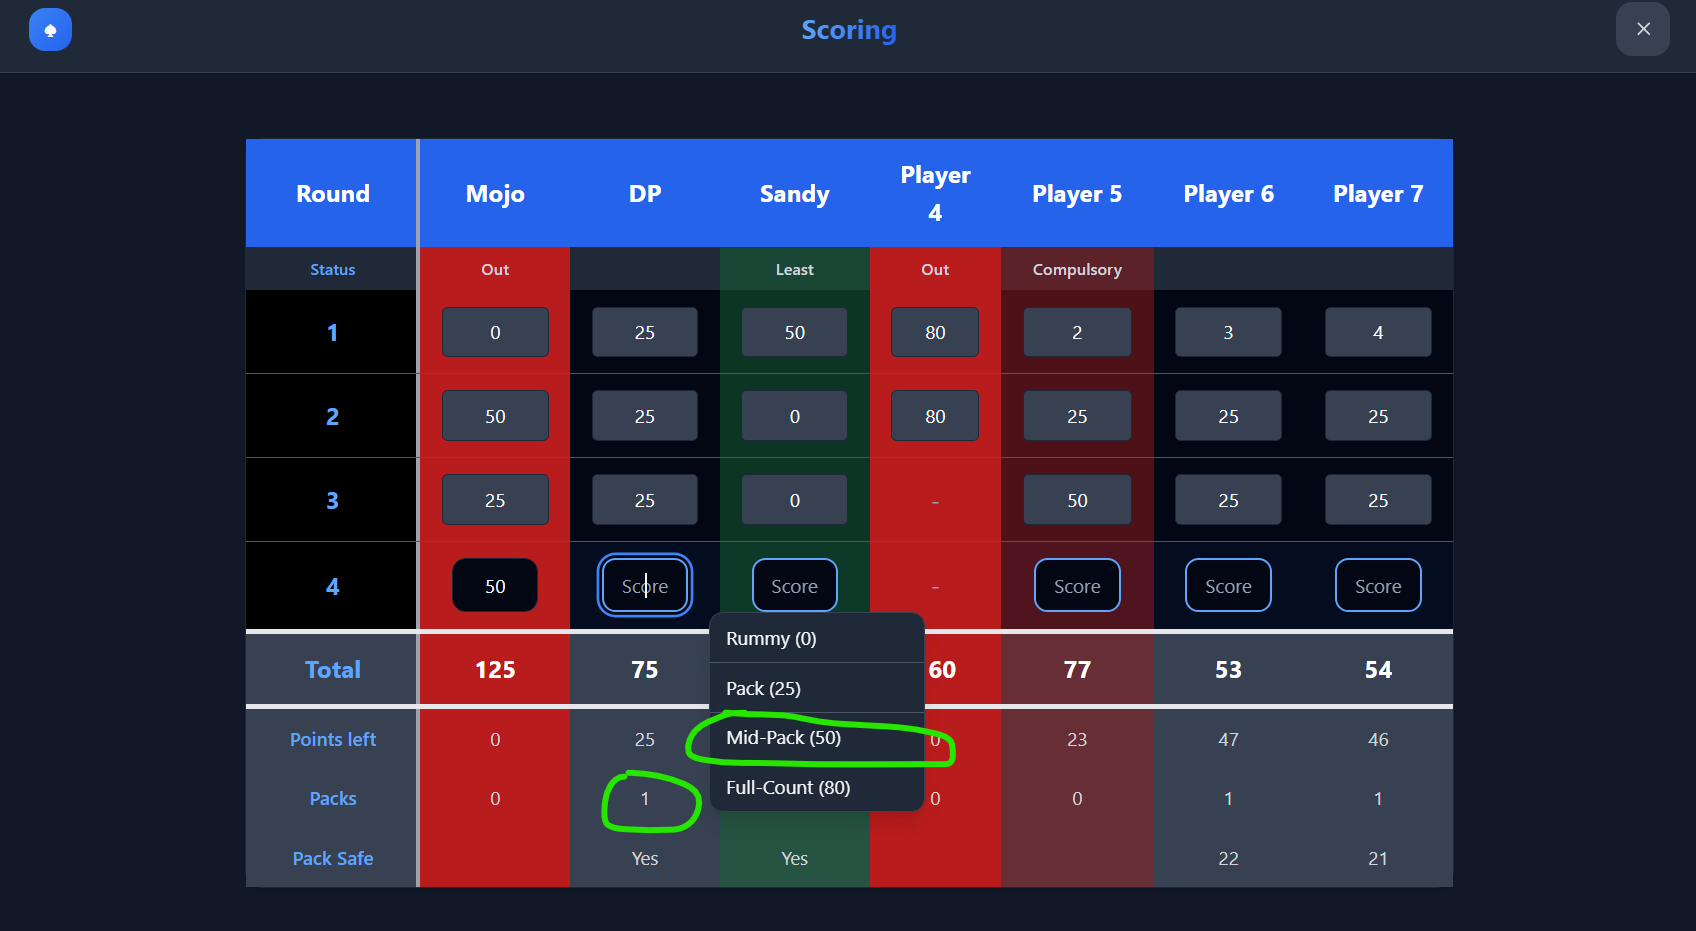 Scoring
Round Mojo DP Sandy Player 4 Player 5 Player 6 Player 7
Status Out Least Out Compulsory
1 0 25 50 80 2 3 4
2 50 25 0 80 25 25 25
3 25 25 0 - 50 25 25
4 50 Score Score - Score Score Score
Rummy (0)
Pack (25)
Mid-Pack (50)
Full-Count (80)
Total 125 75 60 77 53 54
Points left 0 25 0 23 47 46
Packs 0 1 0 0 1 1
Pack Safe Yes Yes 22 21